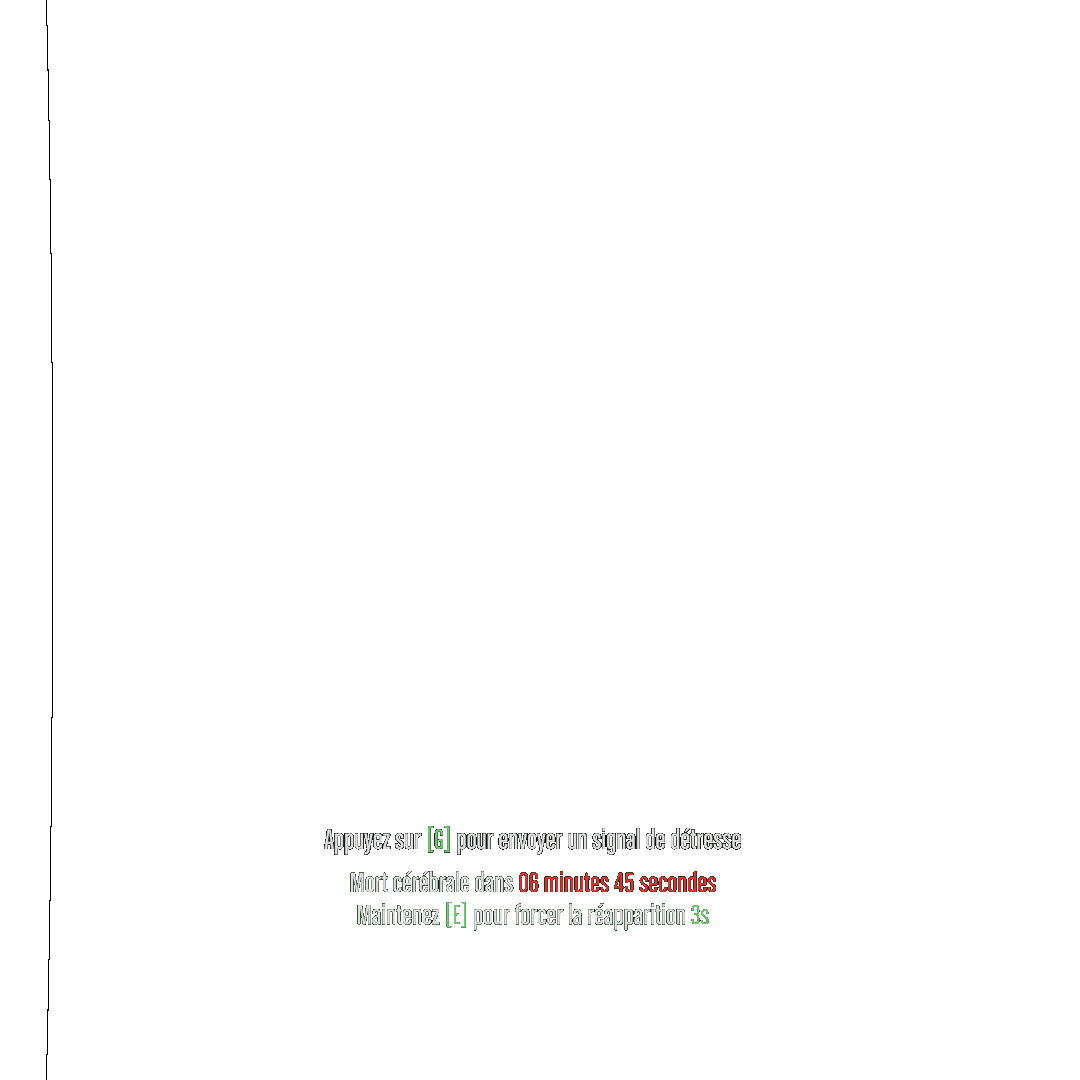 Appuyez sur [G] pour envoyer un signal de détresse
Mort cérébrale dans 06 minutes 45 secondes
Maintenez [E] pour forcer la réapparition 3s